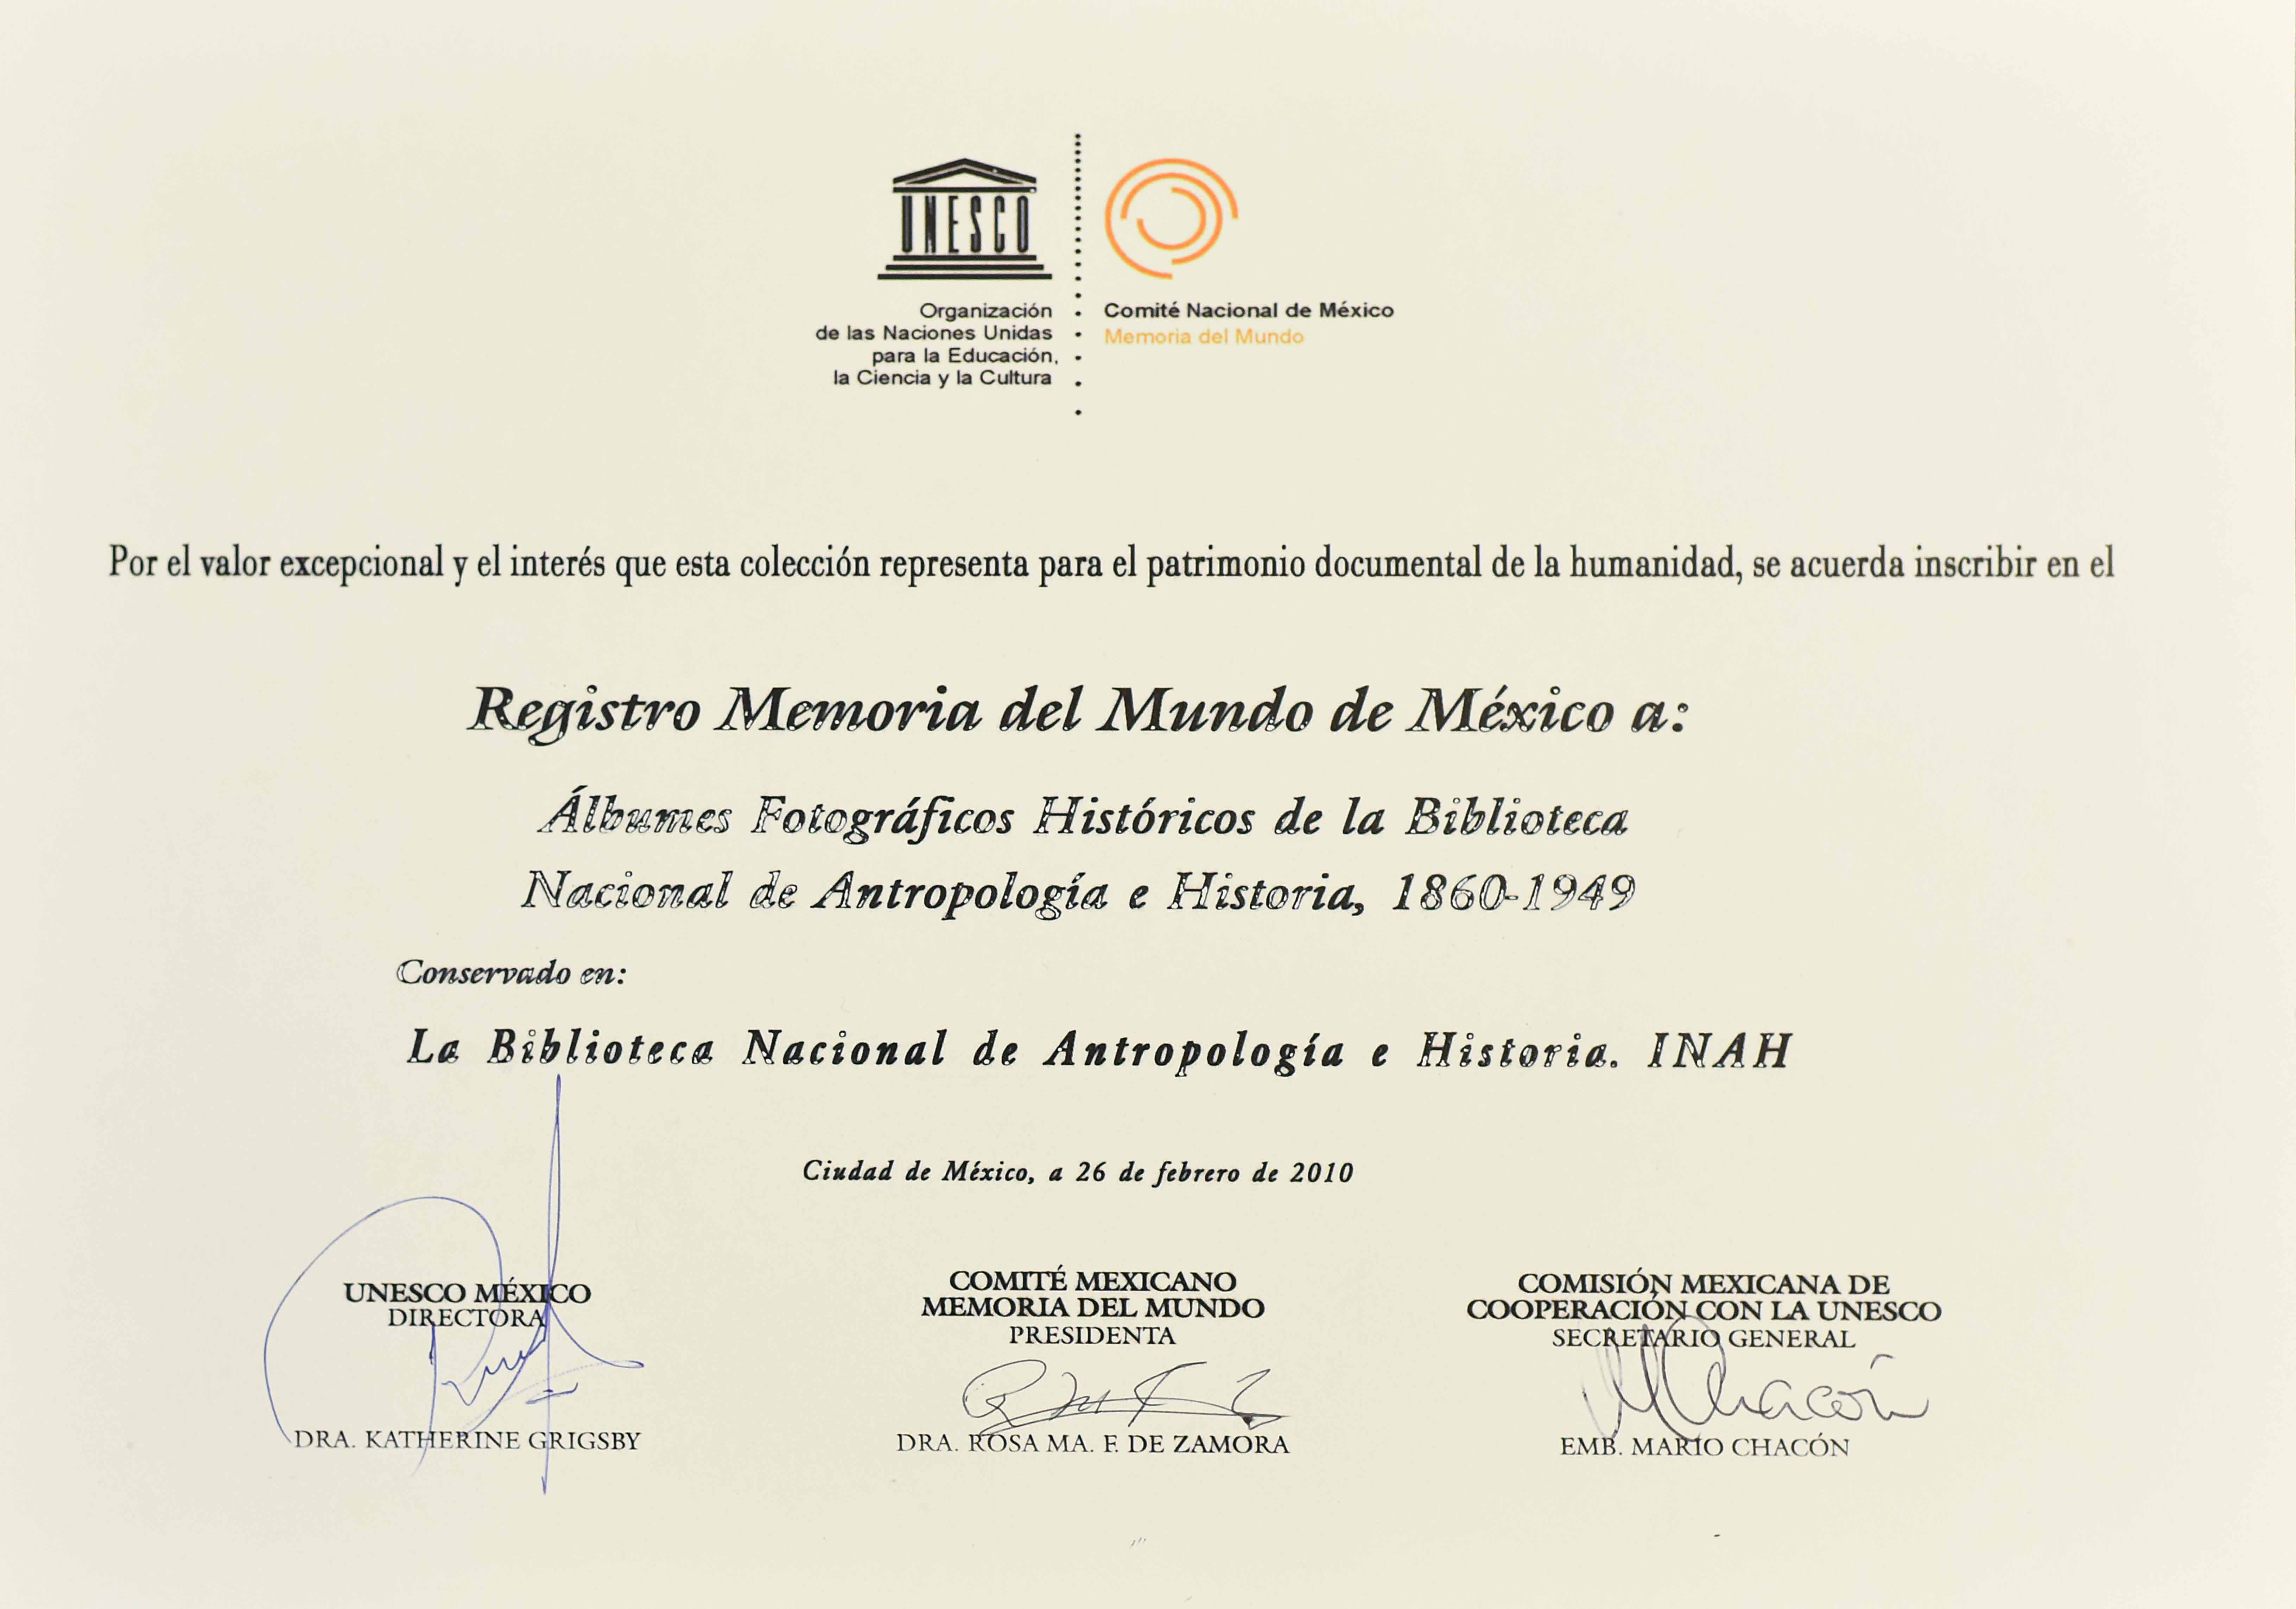 UNESCO
Organización
de las Naciones Unidas
para la Educación,
la Ciencia y la Cultura
Comité Nacional de México
Memoria del Mundo
Por el valor excepcional y el interés que esta colección representa para el patrimonio documental de la humanidad, se acuerda inscribir en el
Registro Memoria del Mundo de México a:
Álbumes Fotográficos Históricos de la Biblioteca
Nacional de Antropología e Historia, 1860-1949
Conservado en:
La Biblioteca Nacional de Antropología e Historia. INAH
Ciudad de México, a 26 de febrero de 2010
UNESCO MÉXICO
DIRECTORA
DRA. KATHERINE GRIGSBY
COMITÉ MEXICANO
MEMORIA DEL MUNDO
PRESIDENTA
DRA. ROSA MA. F. DE ZAMORA
COMISIÓN MEXICANA DE
COOPERACIÓN CON LA UNESCO
SECRETARIO GENERAL
MChacón
EMB. MARIO CHACÓN